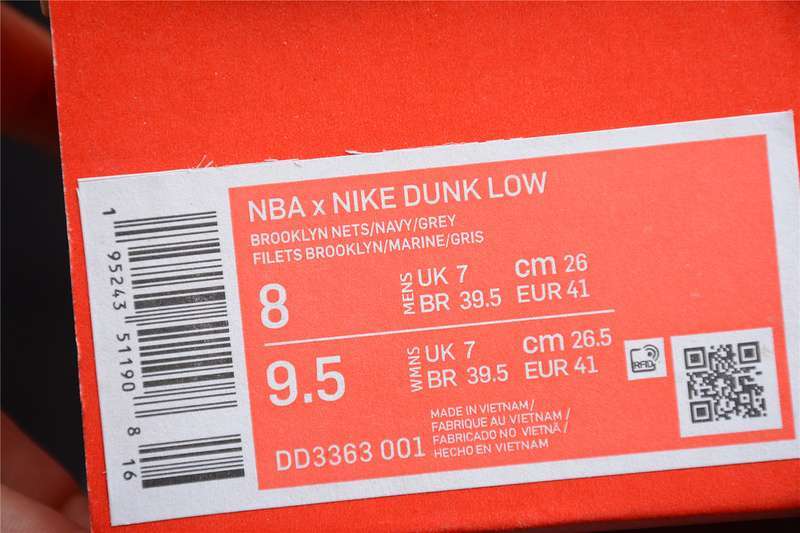 NBA x NIKE DUNK LOW
BROOKLYN NETS/NAVY/GREY
FILETS BROOKLYN/MARINE/GRIS
8
MENS
UK 7
cm 26
BR 39.5
EUR 41
9.5
WMNS
UK 7
cm 26.5
BR 39.5
EUR 41
RFID
DD3363 001
MADE IN VIETNAM/
FABRIQUE AU VIETNAM/
FABRICADO NO VIETNÃ/
HECHO EN VIETNAM
1 95243 51190 8 16